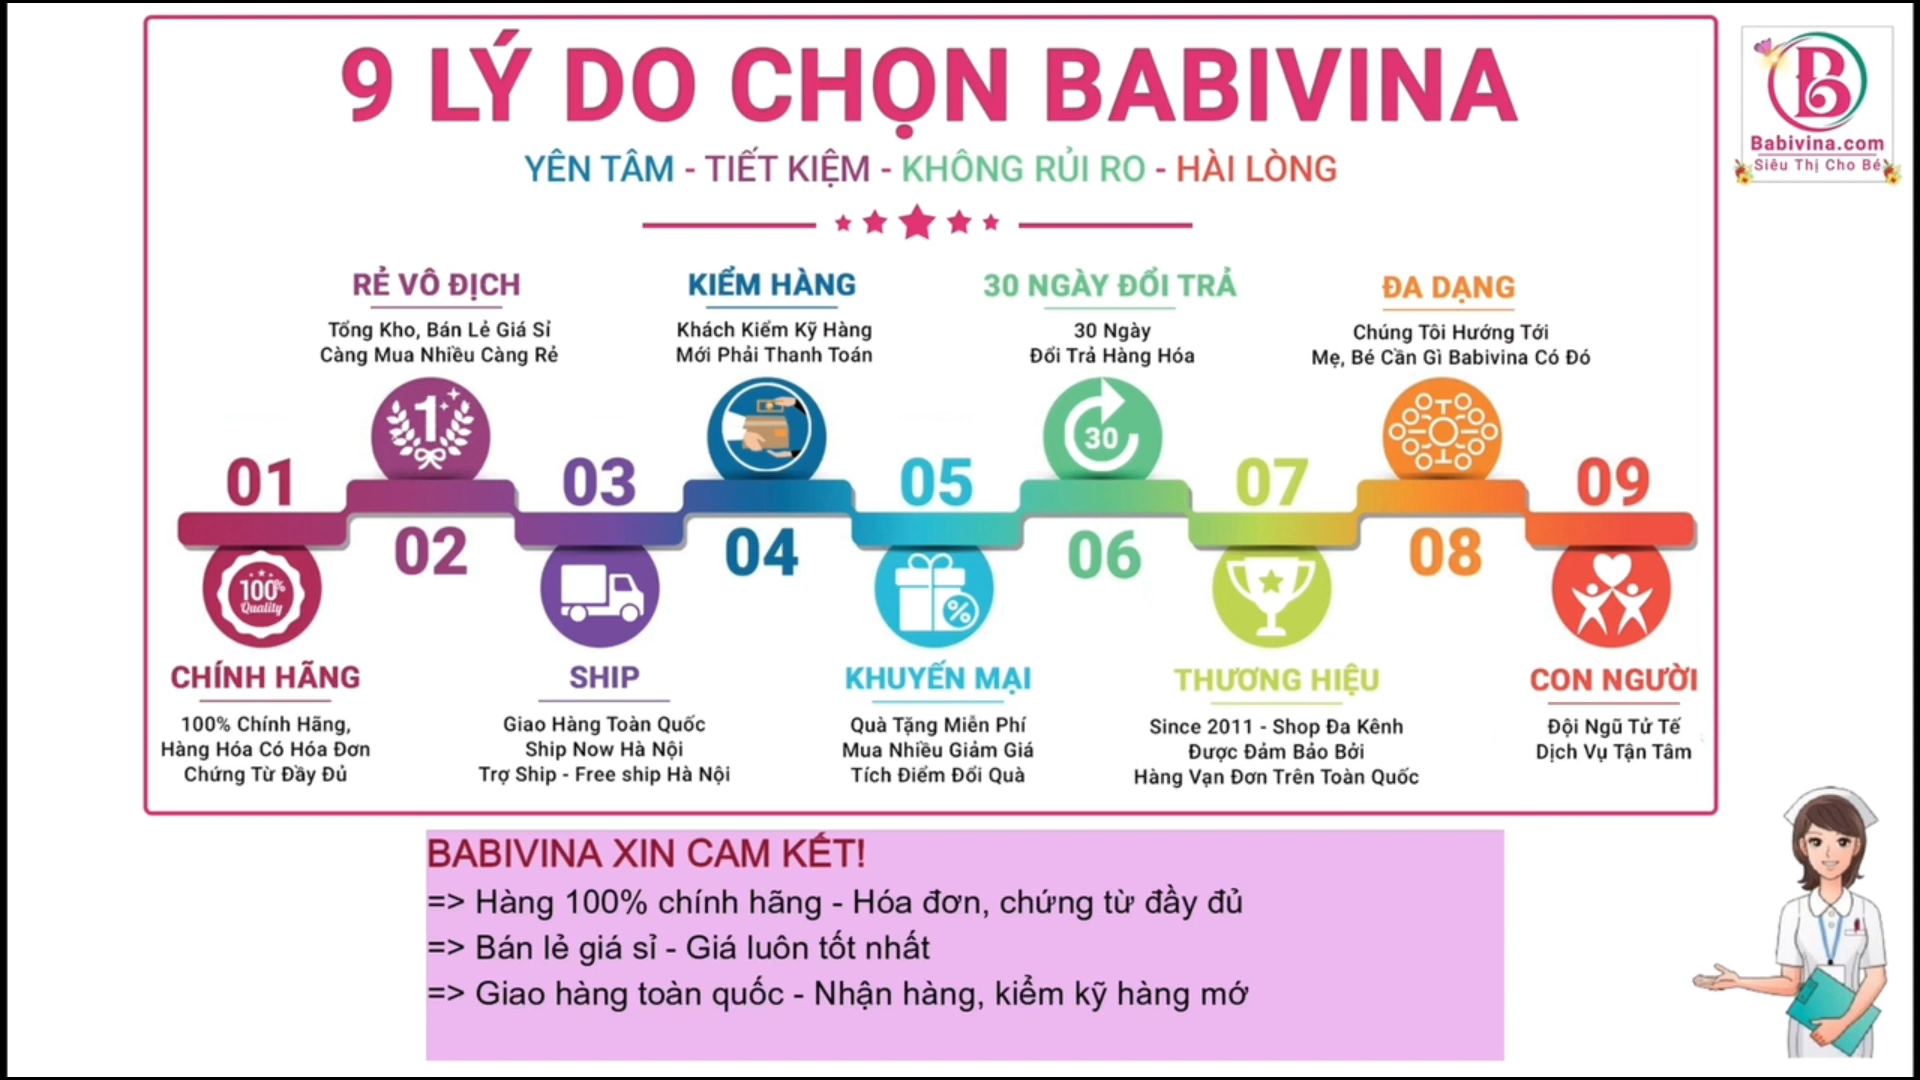 9 LÝ DO CHỌN BABIVINA
YÊN TÂM - TIẾT KIỆM - KHÔNG RỦI RO - HÀI LÒNG
B
Babivina.com
Siêu Thị Cho Bé
01
100%
Quality
CHÍNH HÃNG
100% Chính Hãng,
Hàng Hóa Có Hóa Đơn
Chứng Từ Đầy Đủ
RẺ VÔ ĐỊCH
Tổng Kho, Bán Lẻ Giá Sỉ
Càng Mua Nhiều Càng Rẻ
1
02
03
SHIP
Giao Hàng Toàn Quốc
Ship Now Hà Nội
Trợ Ship - Free ship Hà Nội
KIỂM HÀNG
Khách Kiểm Kỹ Hàng
Mới Phải Thanh Toán
04
05
%
KHUYẾN MẠI
Quà Tặng Miễn Phí
Mua Nhiều Giảm Giá
Tích Điểm Đổi Quà
30 NGÀY ĐỔI TRẢ
30 Ngày
Đổi Trả Hàng Hóa
30
06
07
THƯƠNG HIỆU
Since 2011 - Shop Đa Kênh
Được Đảm Bảo Bởi
Hàng Vạn Đơn Trên Toàn Quốc
ĐA DẠNG
Chúng Tôi Hướng Tới
Mẹ, Bé Cần Gì Babivina Có Đó
08
09
CON NGƯỜI
Đội Ngũ Tử Tế
Dịch Vụ Tận Tâm
BABIVINA XIN CAM KẾT!
=> Hàng 100% chính hãng - Hóa đơn, chứng từ đầy đủ
=> Bán lẻ giá sỉ - Giá luôn tốt nhất
=> Giao hàng toàn quốc - Nhận hàng, kiểm kỹ hàng mớ